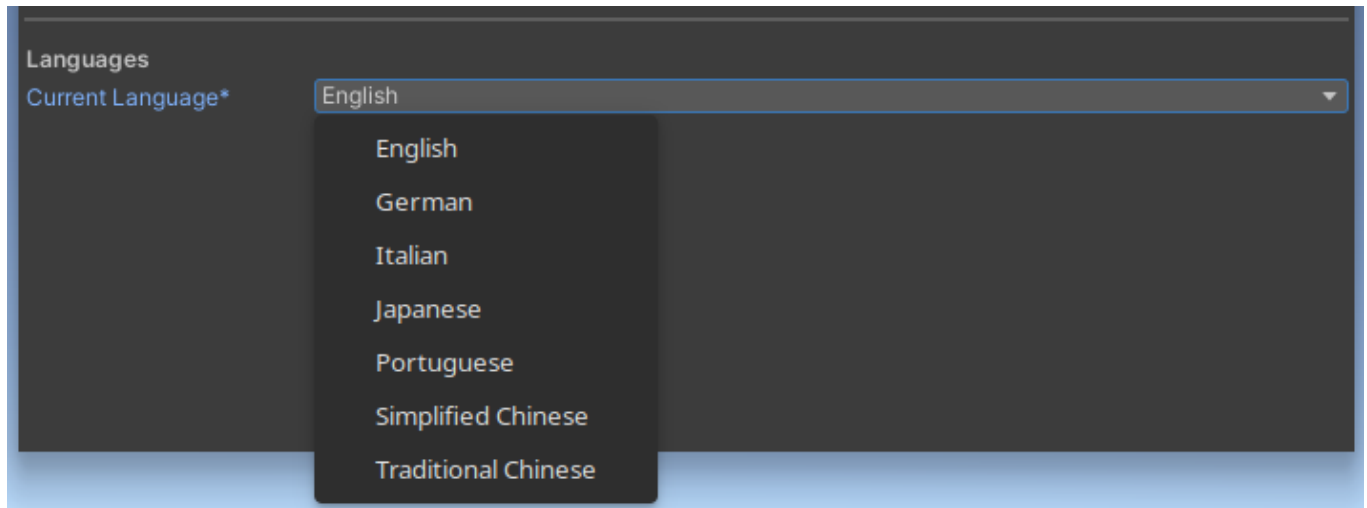 Languages
Current Language* English
English
German
Italian
Japanese
Portuguese
Simplified Chinese
Traditional Chinese